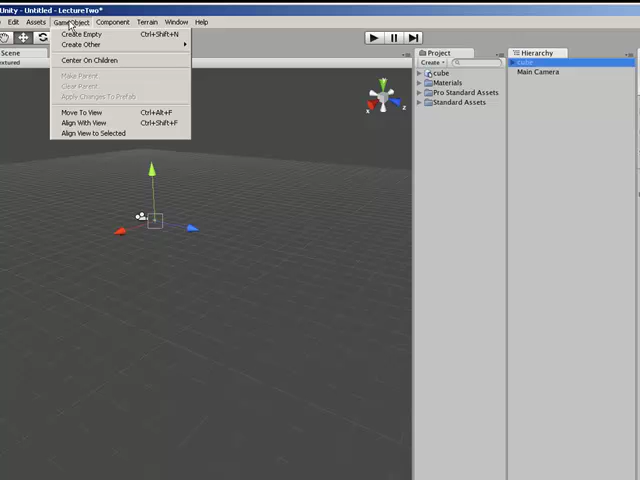 Unity - Untitled - LectureTwo*
Edit Assets GameObject Component Terrain Window Help
Create Empty Ctrl+Shift+N
Create Other
Center On Children
Make Parent
Clear Parent
Apply Changes To Prefab
Move To View Ctrl+Alt+F
Align With View Ctrl+Shift+F
Align View to Selected
Scene
Textured
y
x
z
Project
Create
cube
Materials
Pro Standard Assets
Standard Assets
Hierarchy
cube
Main Camera